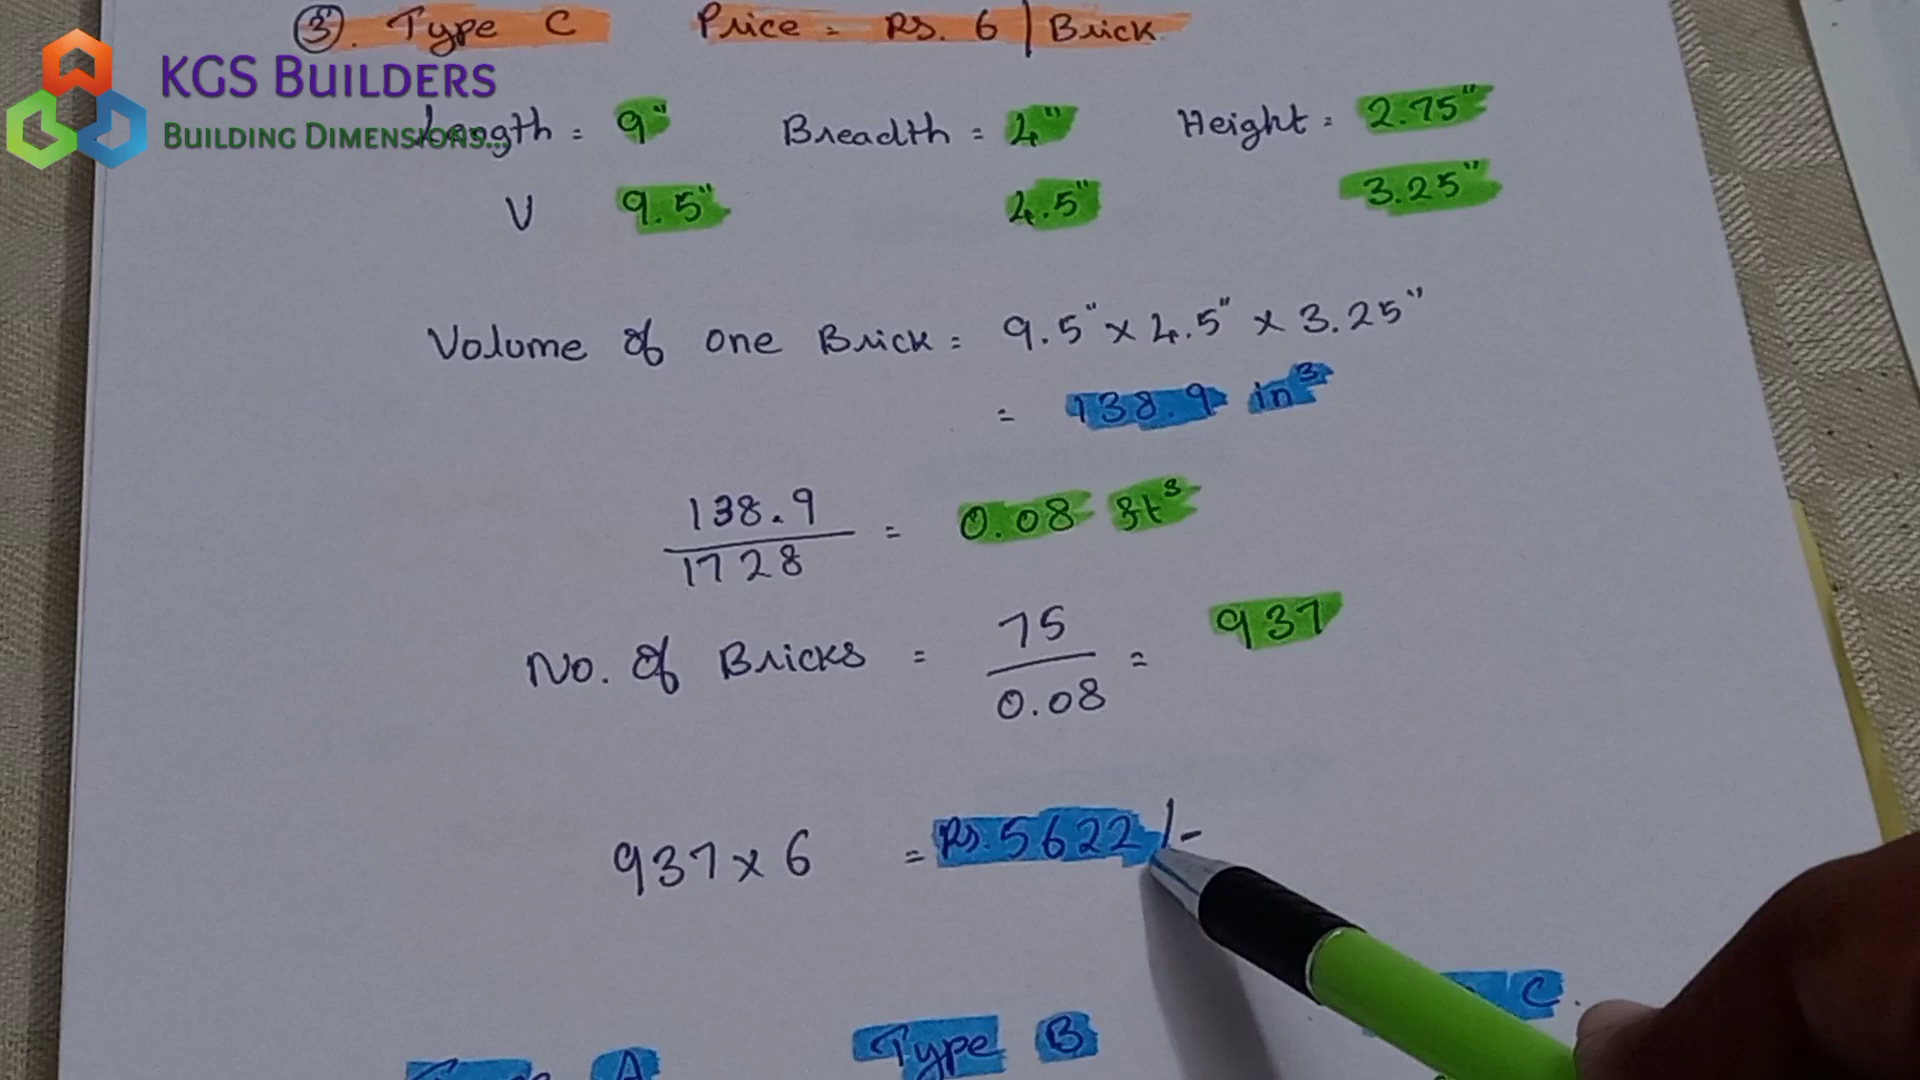 ③. Type C Price = Rs. 6 | Brick
KGS BUILDERS
BUILDING DIMENSIONS...
Length = 9" Breadth = 4" Height = 2.75"
V 9.5" 4.5" 3.25"
Volume of one Brick = 9.5" x 4.5" x 3.25"
= 138.9 in³
138.9
/1728 = 0.08 ft³
No. of Bricks = 75/0.08 = 937
937 x 6 = Rs. 5622/-
C.
Type B
A